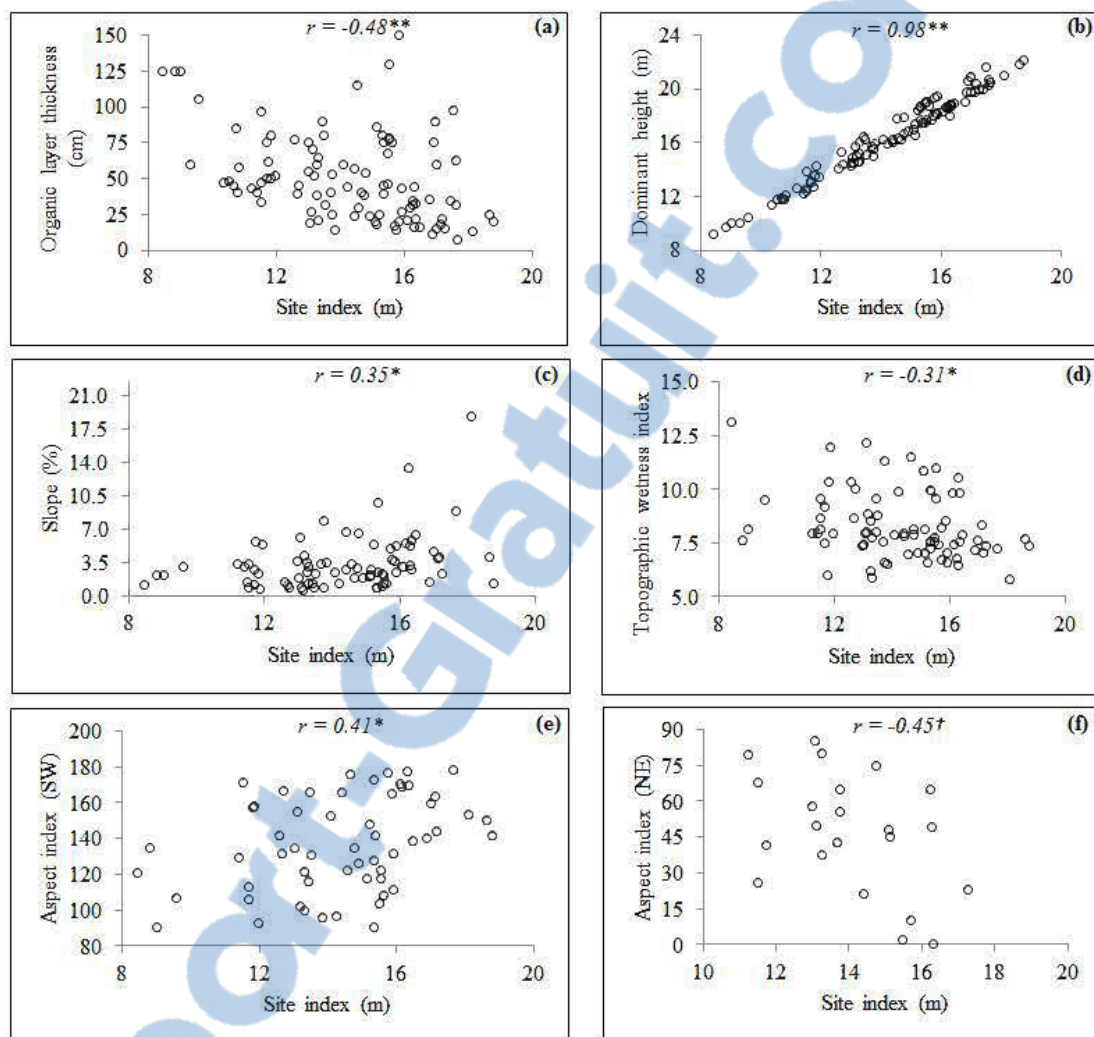 r = -0.48**
(a)
Organic layer thickness
(cm)
150
125
100
75
50
25
0
8 12 16 20
Site index (m)
r = 0.98**
(b)
Dominant height (m)
24
20
16
12
8
8 12 16 20
Site index (m)
r = 0.35*
(c)
Slope (%)
21.0
17.5
14.0
10.5
7.0
3.5
0.0
8 12 16 20
Site index (m)
r = -0.31*
(d)
Topographic wetness index
15.0
12.5
10.0
7.5
5.0
8 12 16 20
Site index (m)
r = 0.41*
(e)
Aspect index (SW)
200
180
160
140
120
100
80
8 12 16 20
Site index (m)
r = -0.45†
(f)
Aspect index (NE)
90
75
60
45
30
15
0
10 12 14 16 18 20
Site index (m)
ort-Gratuit.co